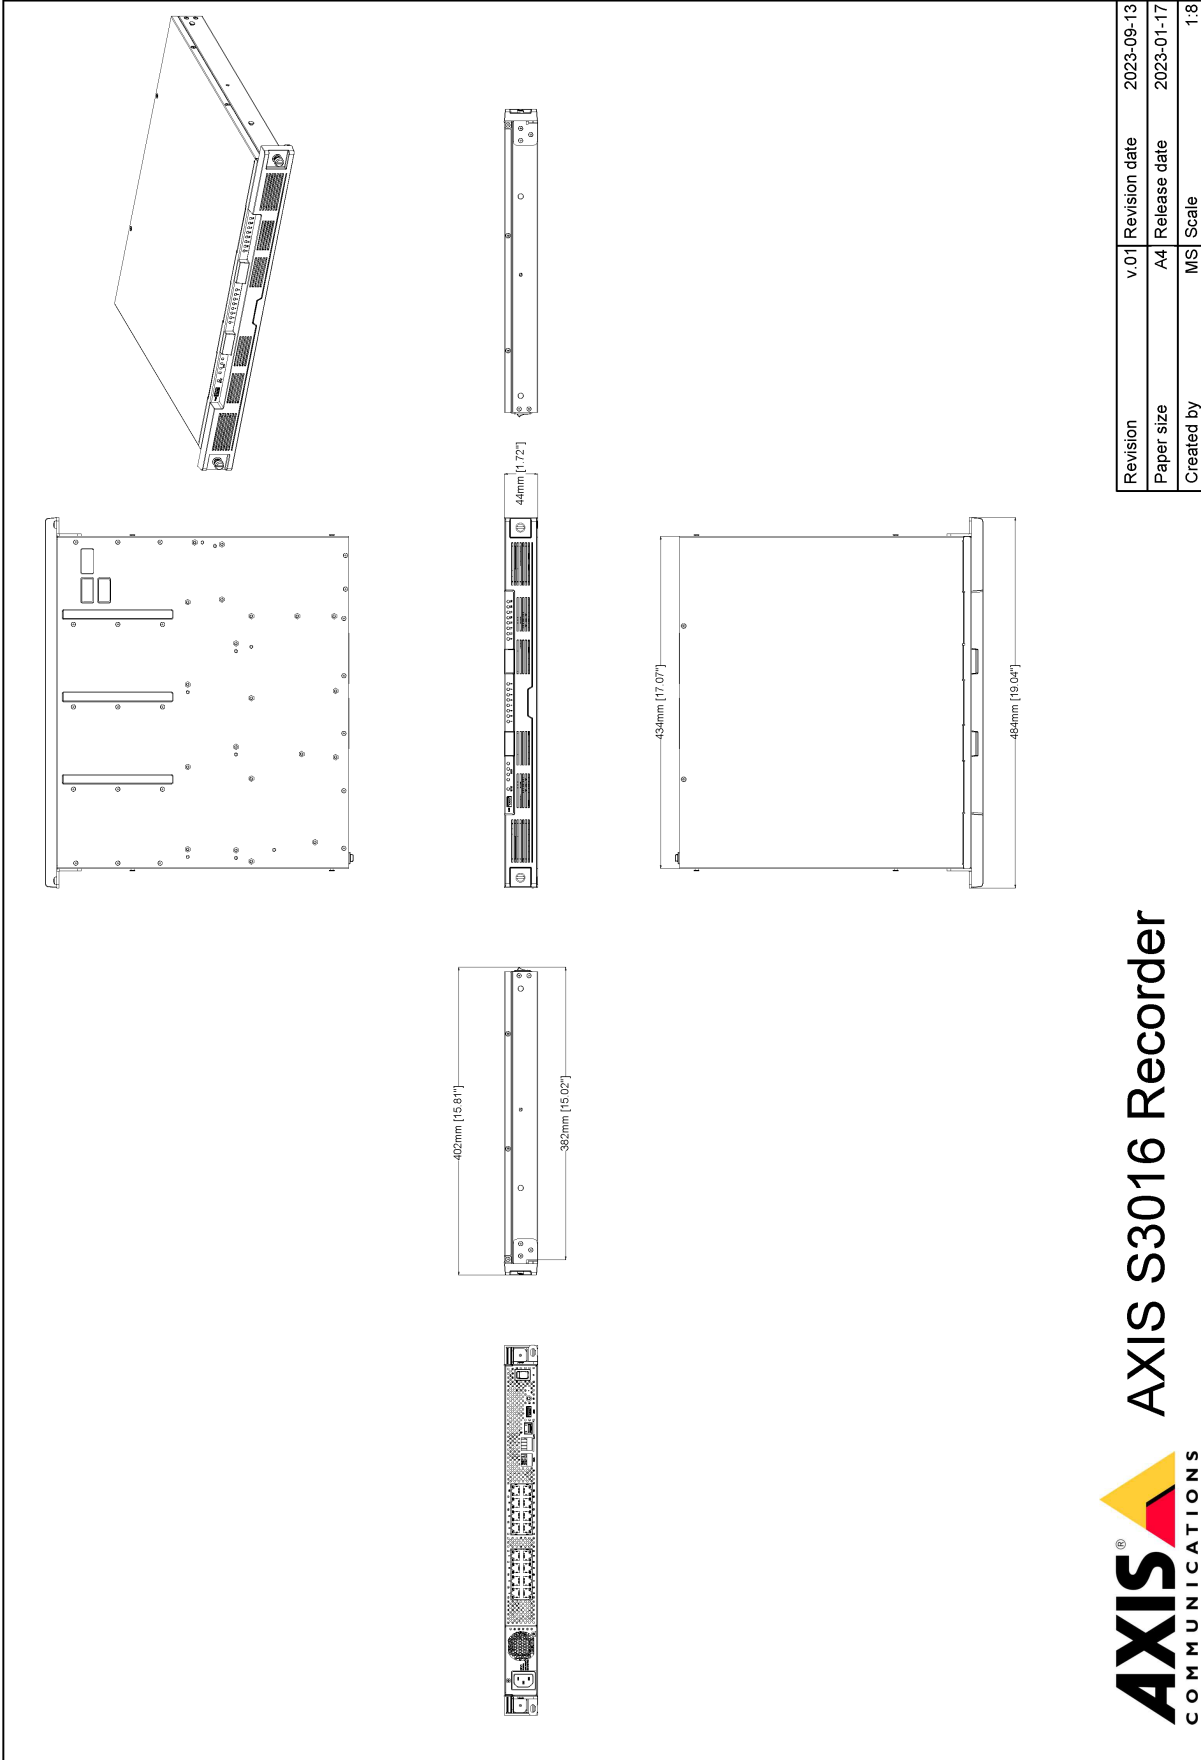 44mm [1.72"]
434mm [17.07"]
484mm [19.04"]
402mm [15.81"]
382mm [15.02"]
AXIS®
COMMUNICATIONS
AXIS S3016 Recorder
Revision v.01 Revision date 2023-09-13
Paper size A4 Release date 2023-01-17
Created by MS Scale 1:8